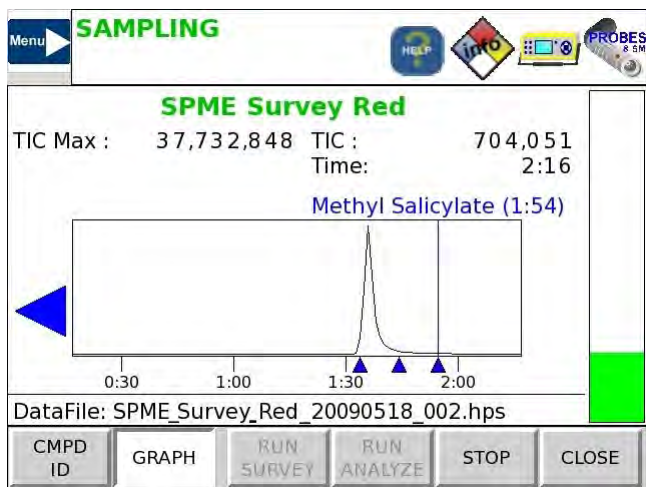 Menu
SAMPLING
HELP
info
PROBES
& SM
SPME Survey Red
TIC Max : 37,732,848 TIC : 704,051
Time: 2:16
Methyl Salicylate (1:54)
0:30 1:00 1:30 2:00
DataFile: SPME_Survey_Red_20090518_002.hps
CMPD
ID
GRAPH
RUN
SURVEY
RUN
ANALYZE
STOP
CLOSE